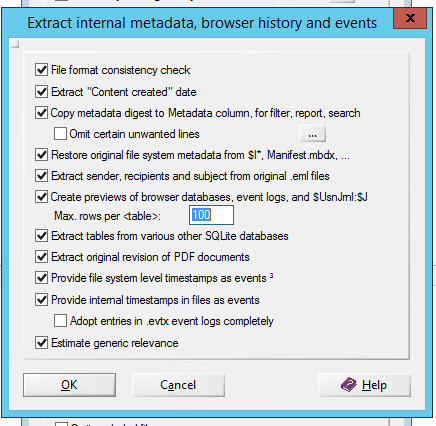 Extract internal metadata, browser history and events
x
File format consistency check
Extract "Content created" date
Copy metadata digest to Metadata column, for filter, report, search
Omit certain unwanted lines
...
Restore original file system metadata from $I*, Manifest.mbdx, ...
Extract sender, recipients and subject from original .eml files
Create previews of browser databases, event logs, and $UsnJrnl:$J
Max. rows per <table>: 100
Extract tables from various other SQLite databases
Extract original revision of PDF documents
Provide file system level timestamps as events ³
Provide internal timestamps in files as events
Adopt entries in .evtx event logs completely
Estimate generic relevance
OK
Cancel
Help